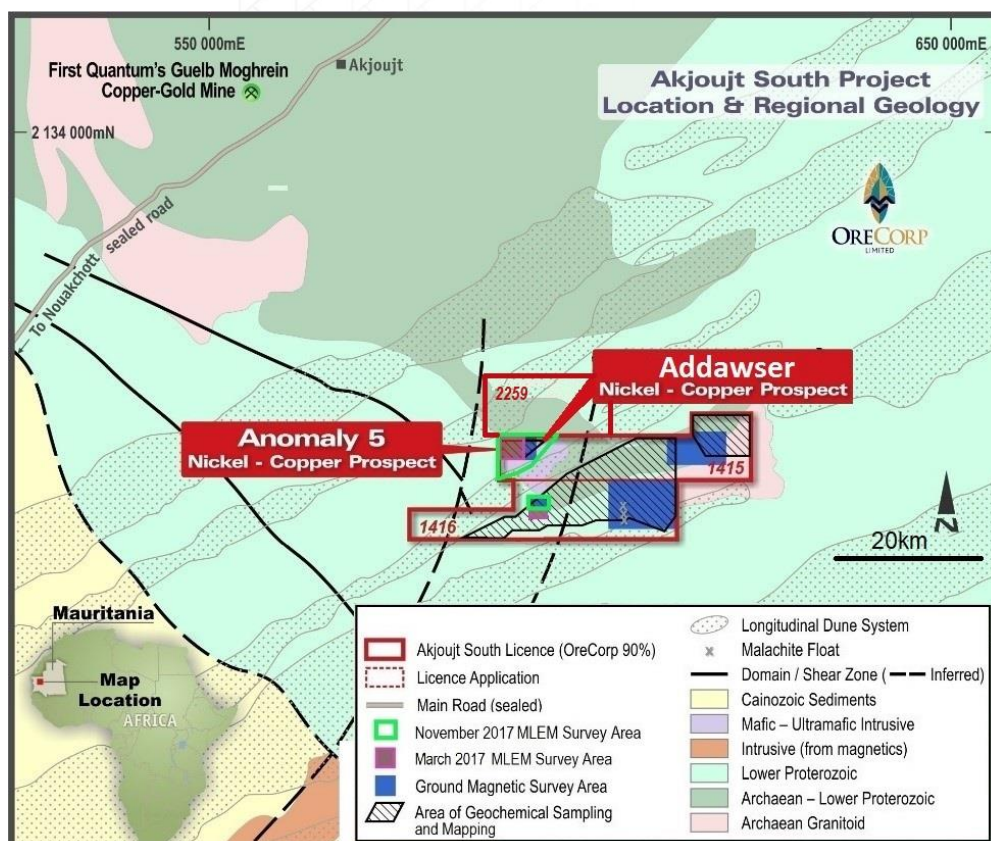 550 000mE
650 000mE
First Quantum's Guelb Moghrein
Copper-Gold Mine
Akjoujt
Akjoujt South Project
Location & Regional Geology
2 134 000mN
ORECORP
LIMITED
To Nouakchott sealed road
Addawser
Nickel - Copper Prospect
2259
Anomaly 5
Nickel - Copper Prospect
1415
1416
N
20km
Mauritania
Map
Location
AFRICA
Akjoujt South Licence (OreCorp 90%)
Licence Application
Main Road (sealed)
November 2017 MLEM Survey Area
March 2017 MLEM Survey Area
Ground Magnetic Survey Area
Area of Geochemical Sampling
and Mapping
Longitudinal Dune System
Malachite Float
Domain / Shear Zone ( Inferred)
Cainozoic Sediments
Mafic – Ultramafic Intrusive
Intrusive (from magnetics)
Lower Proterozoic
Archaean – Lower Proterozoic
Archaean Granitoid